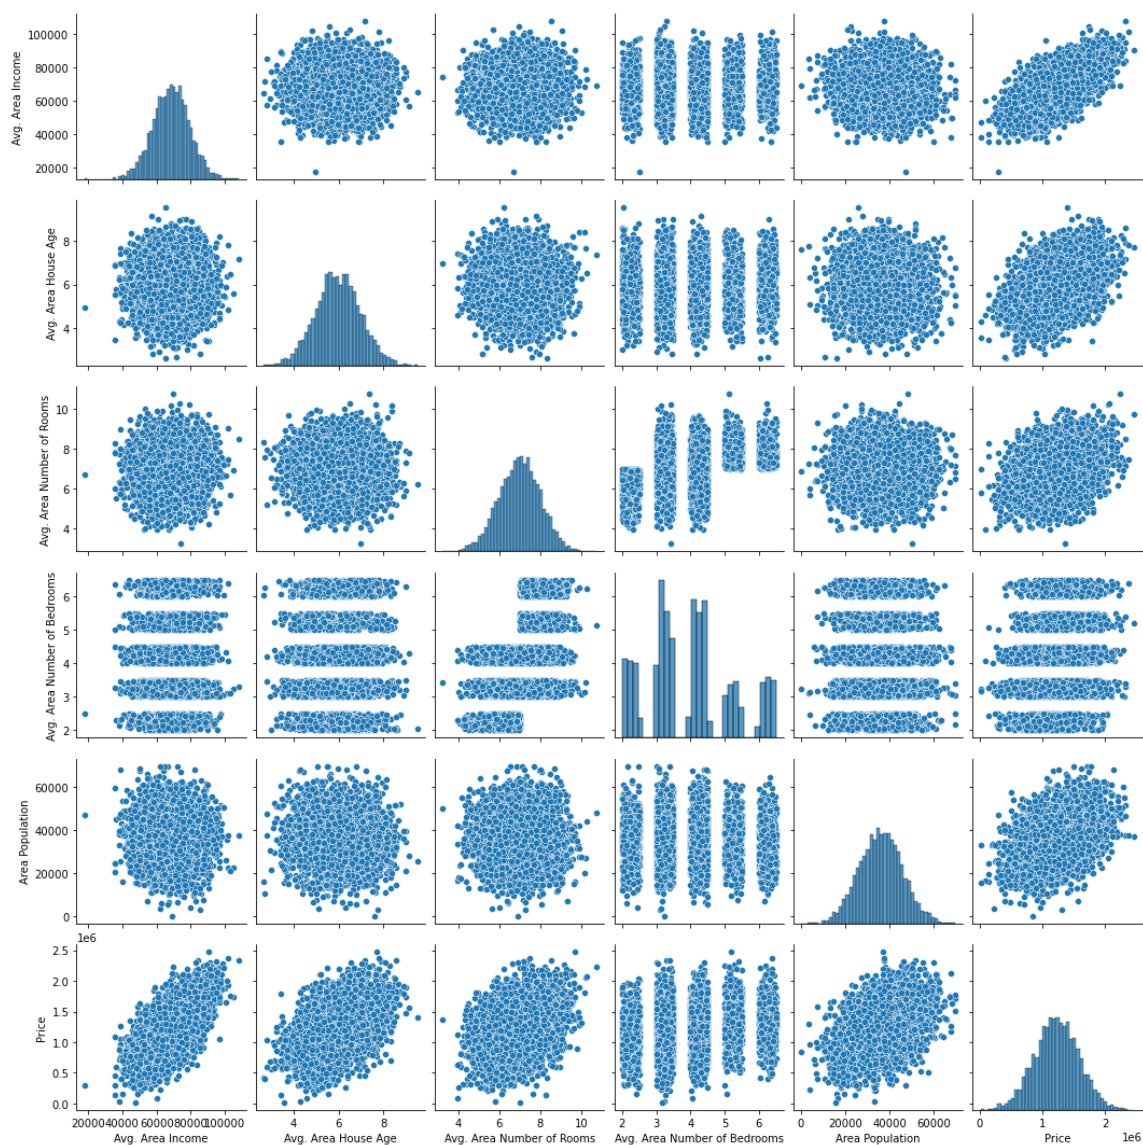 Avg. Area Income
100000
80000
60000
40000
20000
Avg. Area House Age
8
6
4
Avg. Area Number of Rooms
10
8
6
4
Avg. Area Number of Bedrooms
6
5
4
3
2
Area Population
60000
40000
20000
0
1e6
Price
2.5
2.0
1.5
1.0
0.5
0.0
20000 40000 60000 80000 100000
Avg. Area Income
4 6 8
Avg. Area House Age
4 6 8 10
Avg. Area Number of Rooms
2 3 4 5 6
Avg. Area Number of Bedrooms
0 20000 40000 60000
Area Population
0 1 2
Price